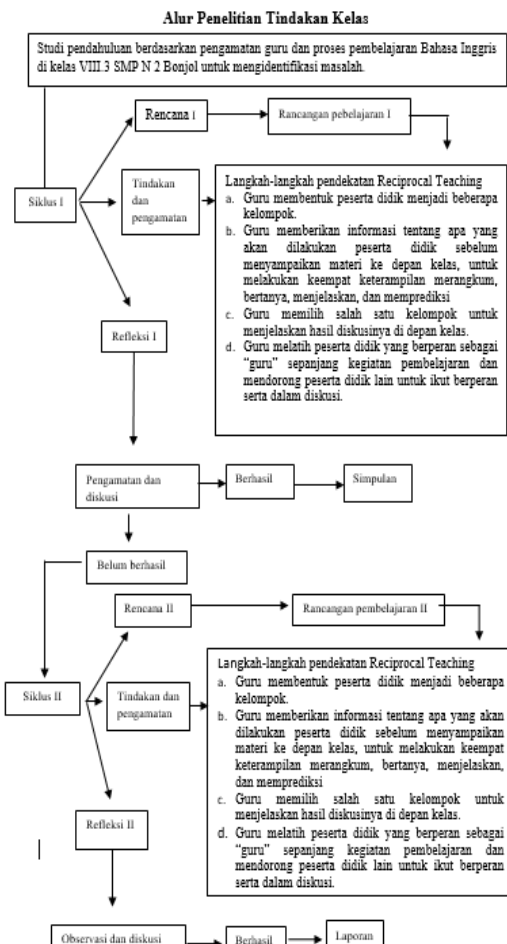 Alur Penelitian Tindakan Kelas
Studi pendahuluan berdasarkan pengamatan guru dan proses pembelajaran Bahasa Inggris
di kelas VIII.3 SMP N 2 Bonjol untuk mengidentifikasi masalah.
Rencana I
Rancangan pebelajaran I
Siklus I
Tindakan
dan
pengamatan
Langkah-langkah pendekatan Reciprocal Teaching
a. Guru membentuk peserta didik menjadi beberapa
kelompok.
b. Guru memberikan informasi tentang apa yang
akan dilakukan peserta didik sebelum
menyampaikan materi ke depan kelas, untuk
melakukan keempat keterampilan merangkum,
bertanya, menjelaskan, dan memprediksi
c. Guru memilih salah satu kelompok untuk
menjelaskan hasil diskusinya di depan kelas.
d. Guru melatih peserta didik yang berperan sebagai
“guru” sepanjang kegiatan pembelajaran dan
mendorong peserta didik lain untuk ikut berperan
serta dalam diskusi.
Refleksi I
Pengamatan dan
diskusi
Berhasil
Simpulan
Belum berhasil
Rencana II
Rancangan pembelajaran II
Siklus II
Tindakan dan
pengamatan
Langkah-langkah pendekatan Reciprocal Teaching
a. Guru membentuk peserta didik menjadi beberapa
kelompok.
b. Guru memberikan informasi tentang apa yang akan
dilakukan peserta didik sebelum menyampaikan
materi ke depan kelas, untuk melakukan keempat
keterampilan merangkum, bertanya, menjelaskan,
dan memprediksi
c. Guru memilih salah satu kelompok untuk
menjelaskan hasil diskusinya di depan kelas.
d. Guru melatih peserta didik yang berperan sebagai
“guru” sepanjang kegiatan pembelajaran dan
mendorong peserta didik lain untuk ikut berperan
serta dalam diskusi.
Refleksi II
Observasi dan diskusi
Berhasil
Laporan